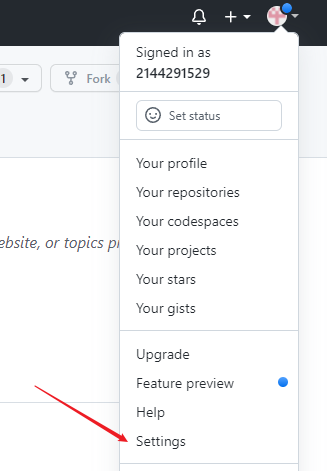 Signed in as
2144291529
1
Fork
Set status
Your profile
Your repositories
Your codespaces
ebsite, or topics p
Your projects
Your stars
Your gists
Upgrade
Feature preview
Help
Settings